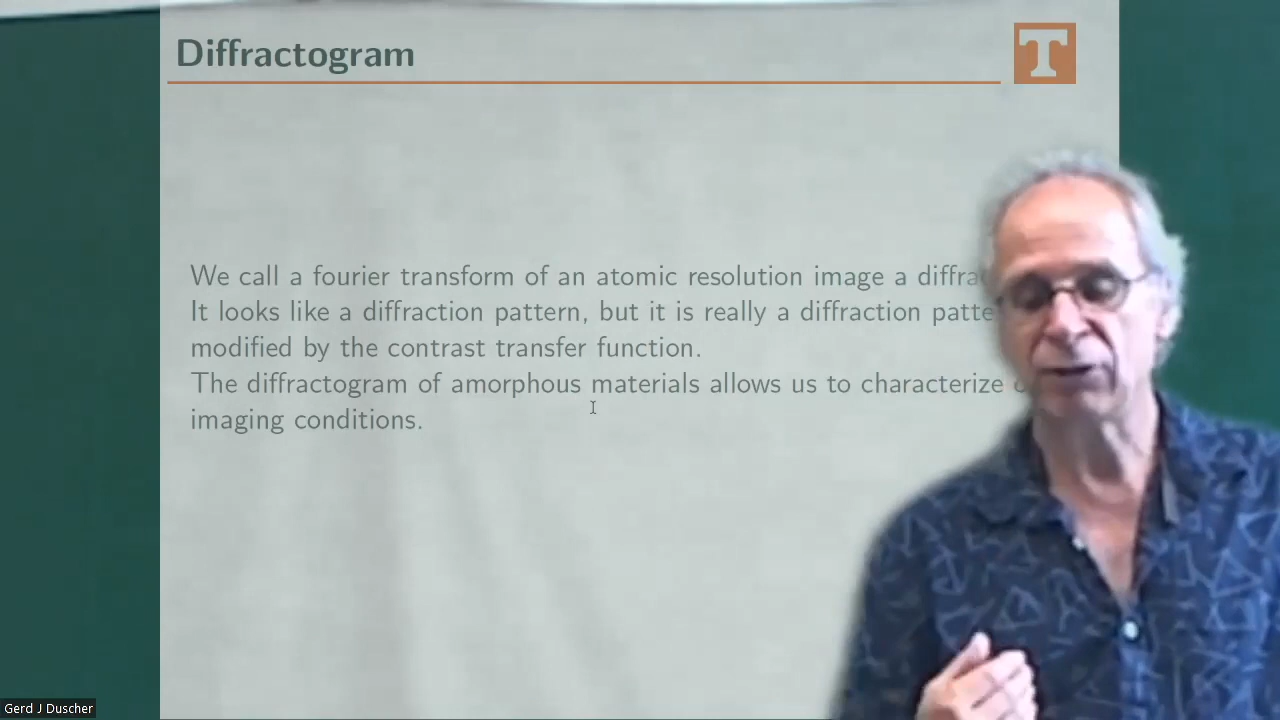 Diffractogram
T
We call a fourier transform of an atomic resolution image a
It looks like a diffraction pattern, but it is really a diffraction
modified by the contrast transfer function.
The diffractogram of amorphous materials allows us to characterize
imaging conditions.
Gerd J Duscher